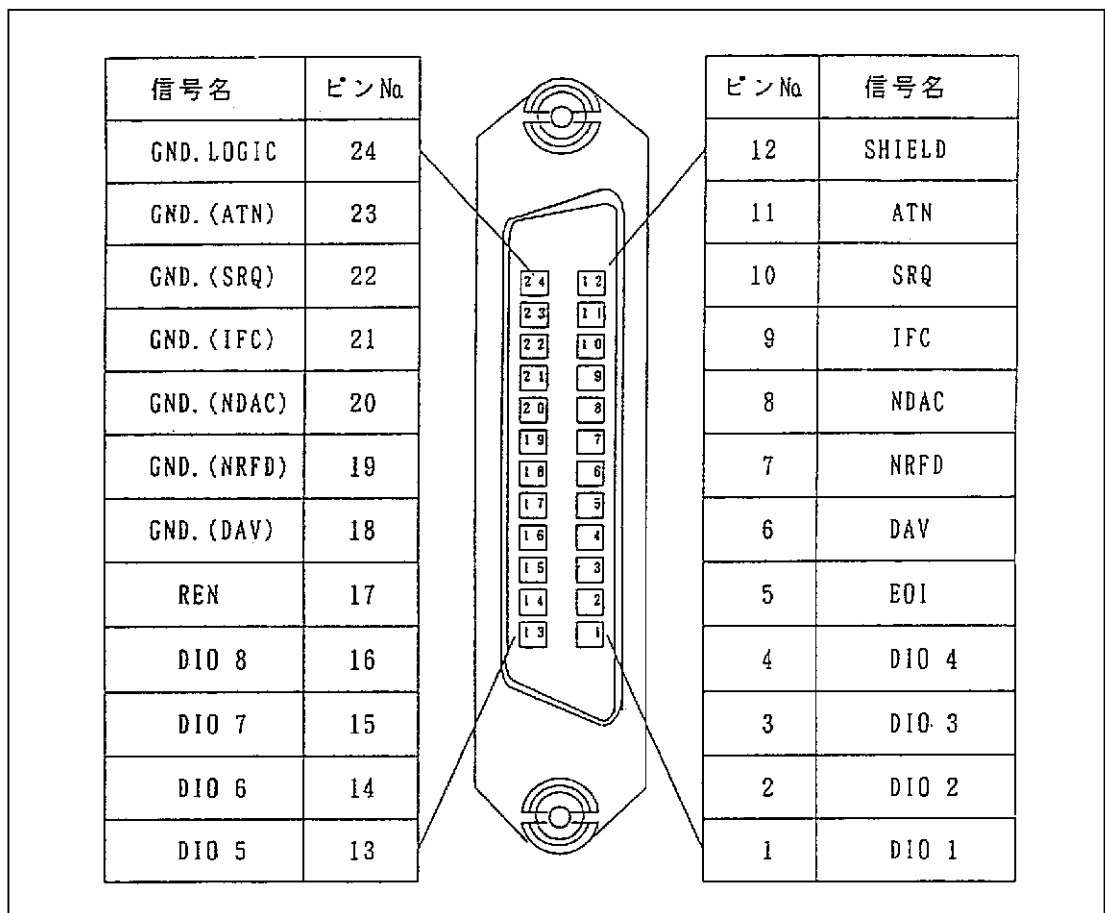 信号名 ピンNo.
GND.LOGIC 24
GND.(ATN) 23
GND.(SRQ) 22
GND.(IFC) 21
GND.(NDAC) 20
GND.(NRFD) 19
GND.(DAV) 18
REN 17
DIO 8 16
DIO 7 15
DIO 6 14
DIO 5 13
24 12
23 11
22 10
21 9
20 8
19 7
18 6
17 5
16 4
15 3
14 2
13 1
ピンNo. 信号名
12 SHIELD
11 ATN
10 SRQ
9 IFC
8 NDAC
7 NRFD
6 DAV
5 EOI
4 DIO 4
3 DIO 3
2 DIO 2
1 DIO 1